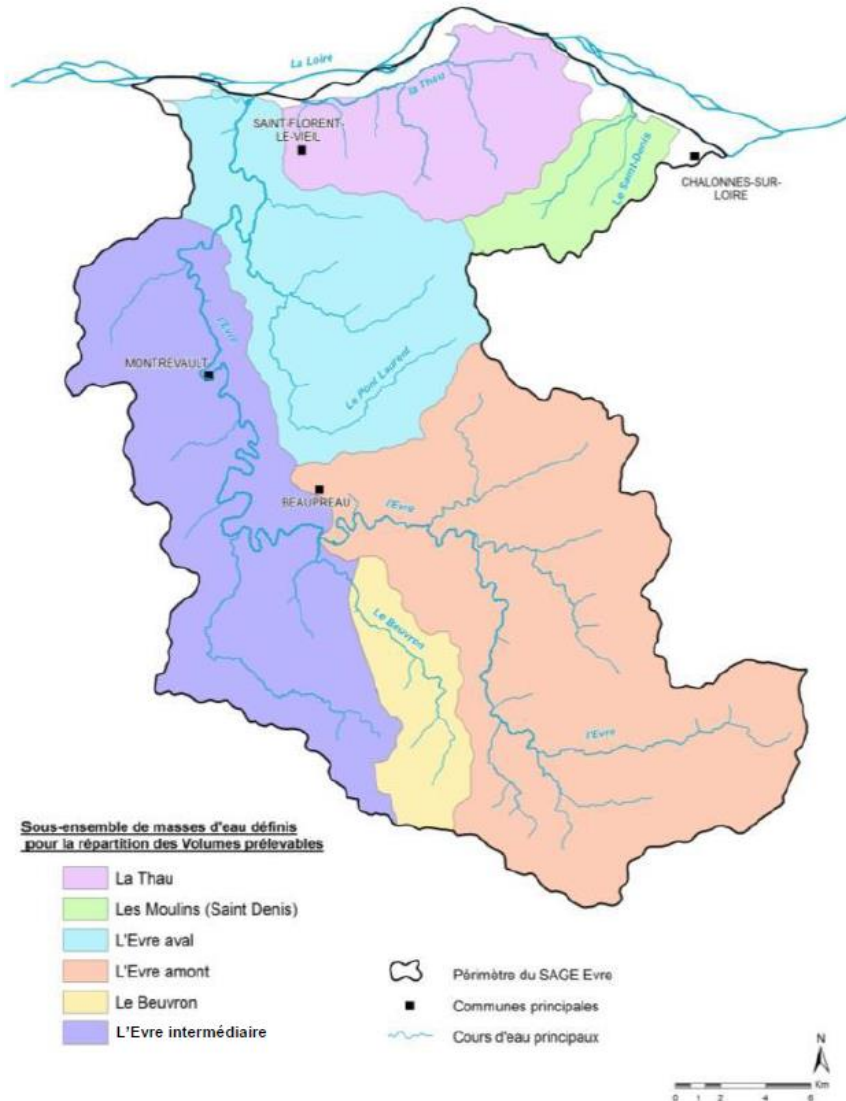 La Loire
la Thau
SAINT-FLORENT-
LE-VIEIL
Le Saint-Denis
CHALONNES-SUR-
LOIRE
l'Evre
MONTREVAULT
Le Pont Laurent
BEAUPREAU
l'Evre
Le Beuvron
l'Evre
Sous-ensemble de masses d'eau définis
pour la répartition des Volumes prélevables
La Thau
Les Moulins (Saint Denis)
L'Evre aval
L'Evre amont
Le Beuvron
L'Evre intermédiaire
Périmètre du SAGE Evre
Communes principales
Cours d'eau principaux
N
Km
0 1 2 4 6